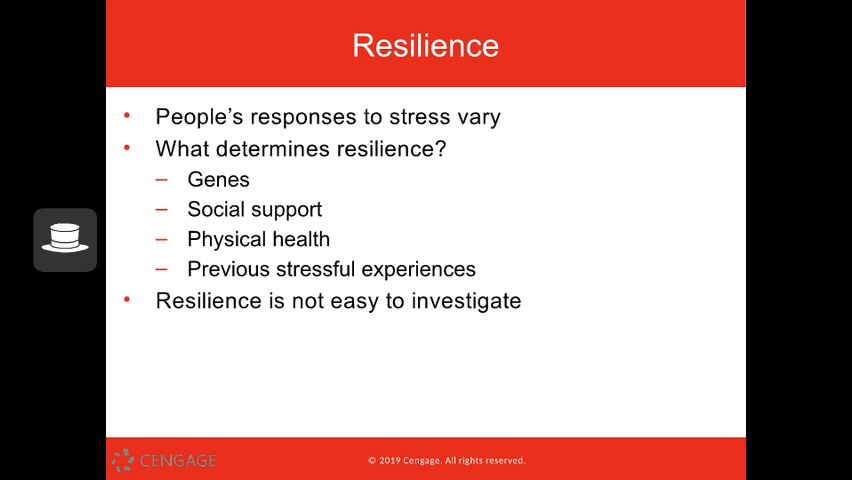 Resilience
• People’s responses to stress vary
• What determines resilience?
– Genes
– Social support
– Physical health
– Previous stressful experiences
• Resilience is not easy to investigate
CENGAGE
© 2019 Cengage. All rights reserved.